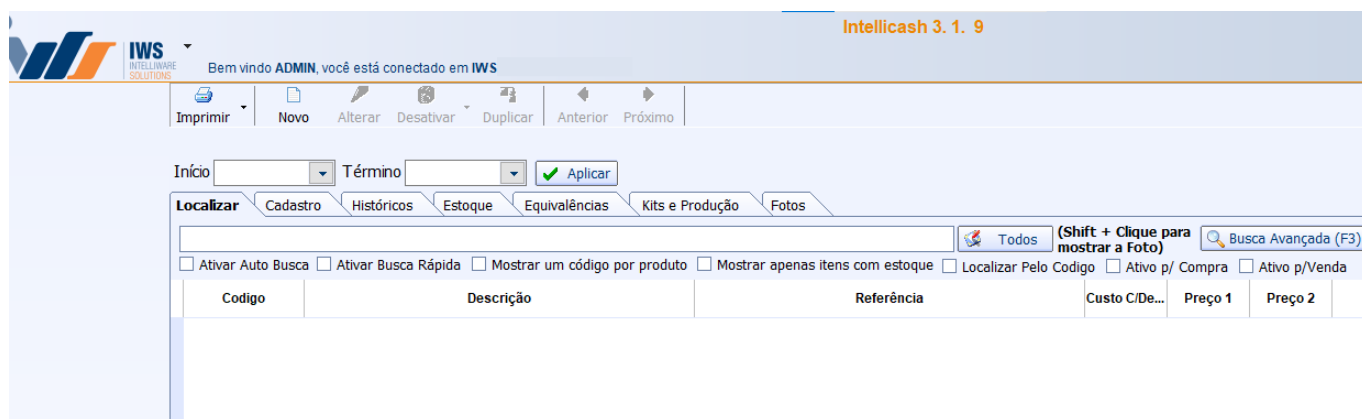 Intellicash 3. 1. 9
IWS
INTELLIWARE
SOLUTIONS
Bem vindo ADMIN, você está conectado em IWS
Imprimir Novo Alterar Desativar Duplicar Anterior Próximo
Início Término Aplicar
Localizar Cadastro Históricos Estoque Equivalências Kits e Produção Fotos
Todos (Shift + Clique para mostrar a Foto) Busca Avançada (F3)
Ativar Auto Busca Ativar Busca Rápida Mostrar um código por produto Mostrar apenas itens com estoque Localizar Pelo Codigo Ativo p/ Compra Ativo p/Venda
Codigo Descrição Referência Custo C/De... Preço 1 Preço 2